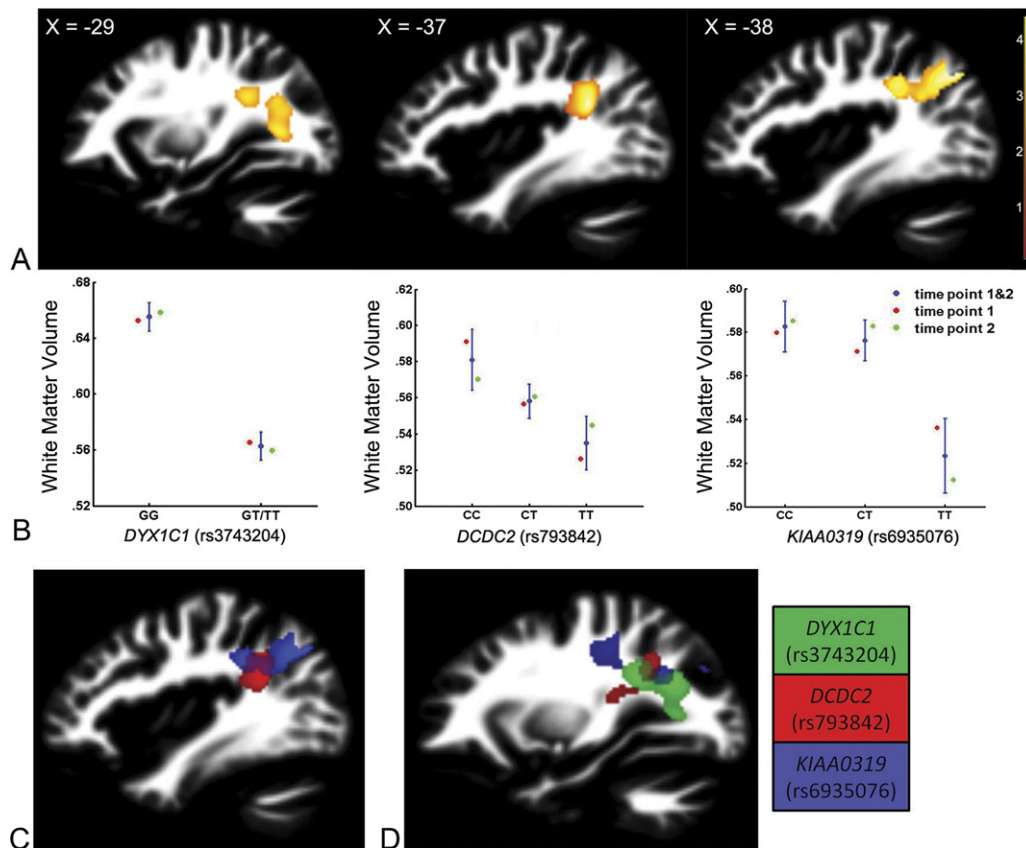 X = -29
X = -37
X = -38
4
3
2
1
A
White Matter Volume
.68
.64
.60
.56
.52
GG
GT/TT
DYX1C1 (rs3743204)
White Matter Volume
.62
.60
.58
.56
.54
.52
.50
CC
CT
TT
DCDC2 (rs793842)
White Matter Volume
.60
.58
.56
.54
.52
.50
CC
CT
TT
KIAA0319 (rs6935076)
time point 1&2
time point 1
time point 2
B
C
D
DYX1C1
(rs3743204)
DCDC2
(rs793842)
KIAA0319
(rs6935076)